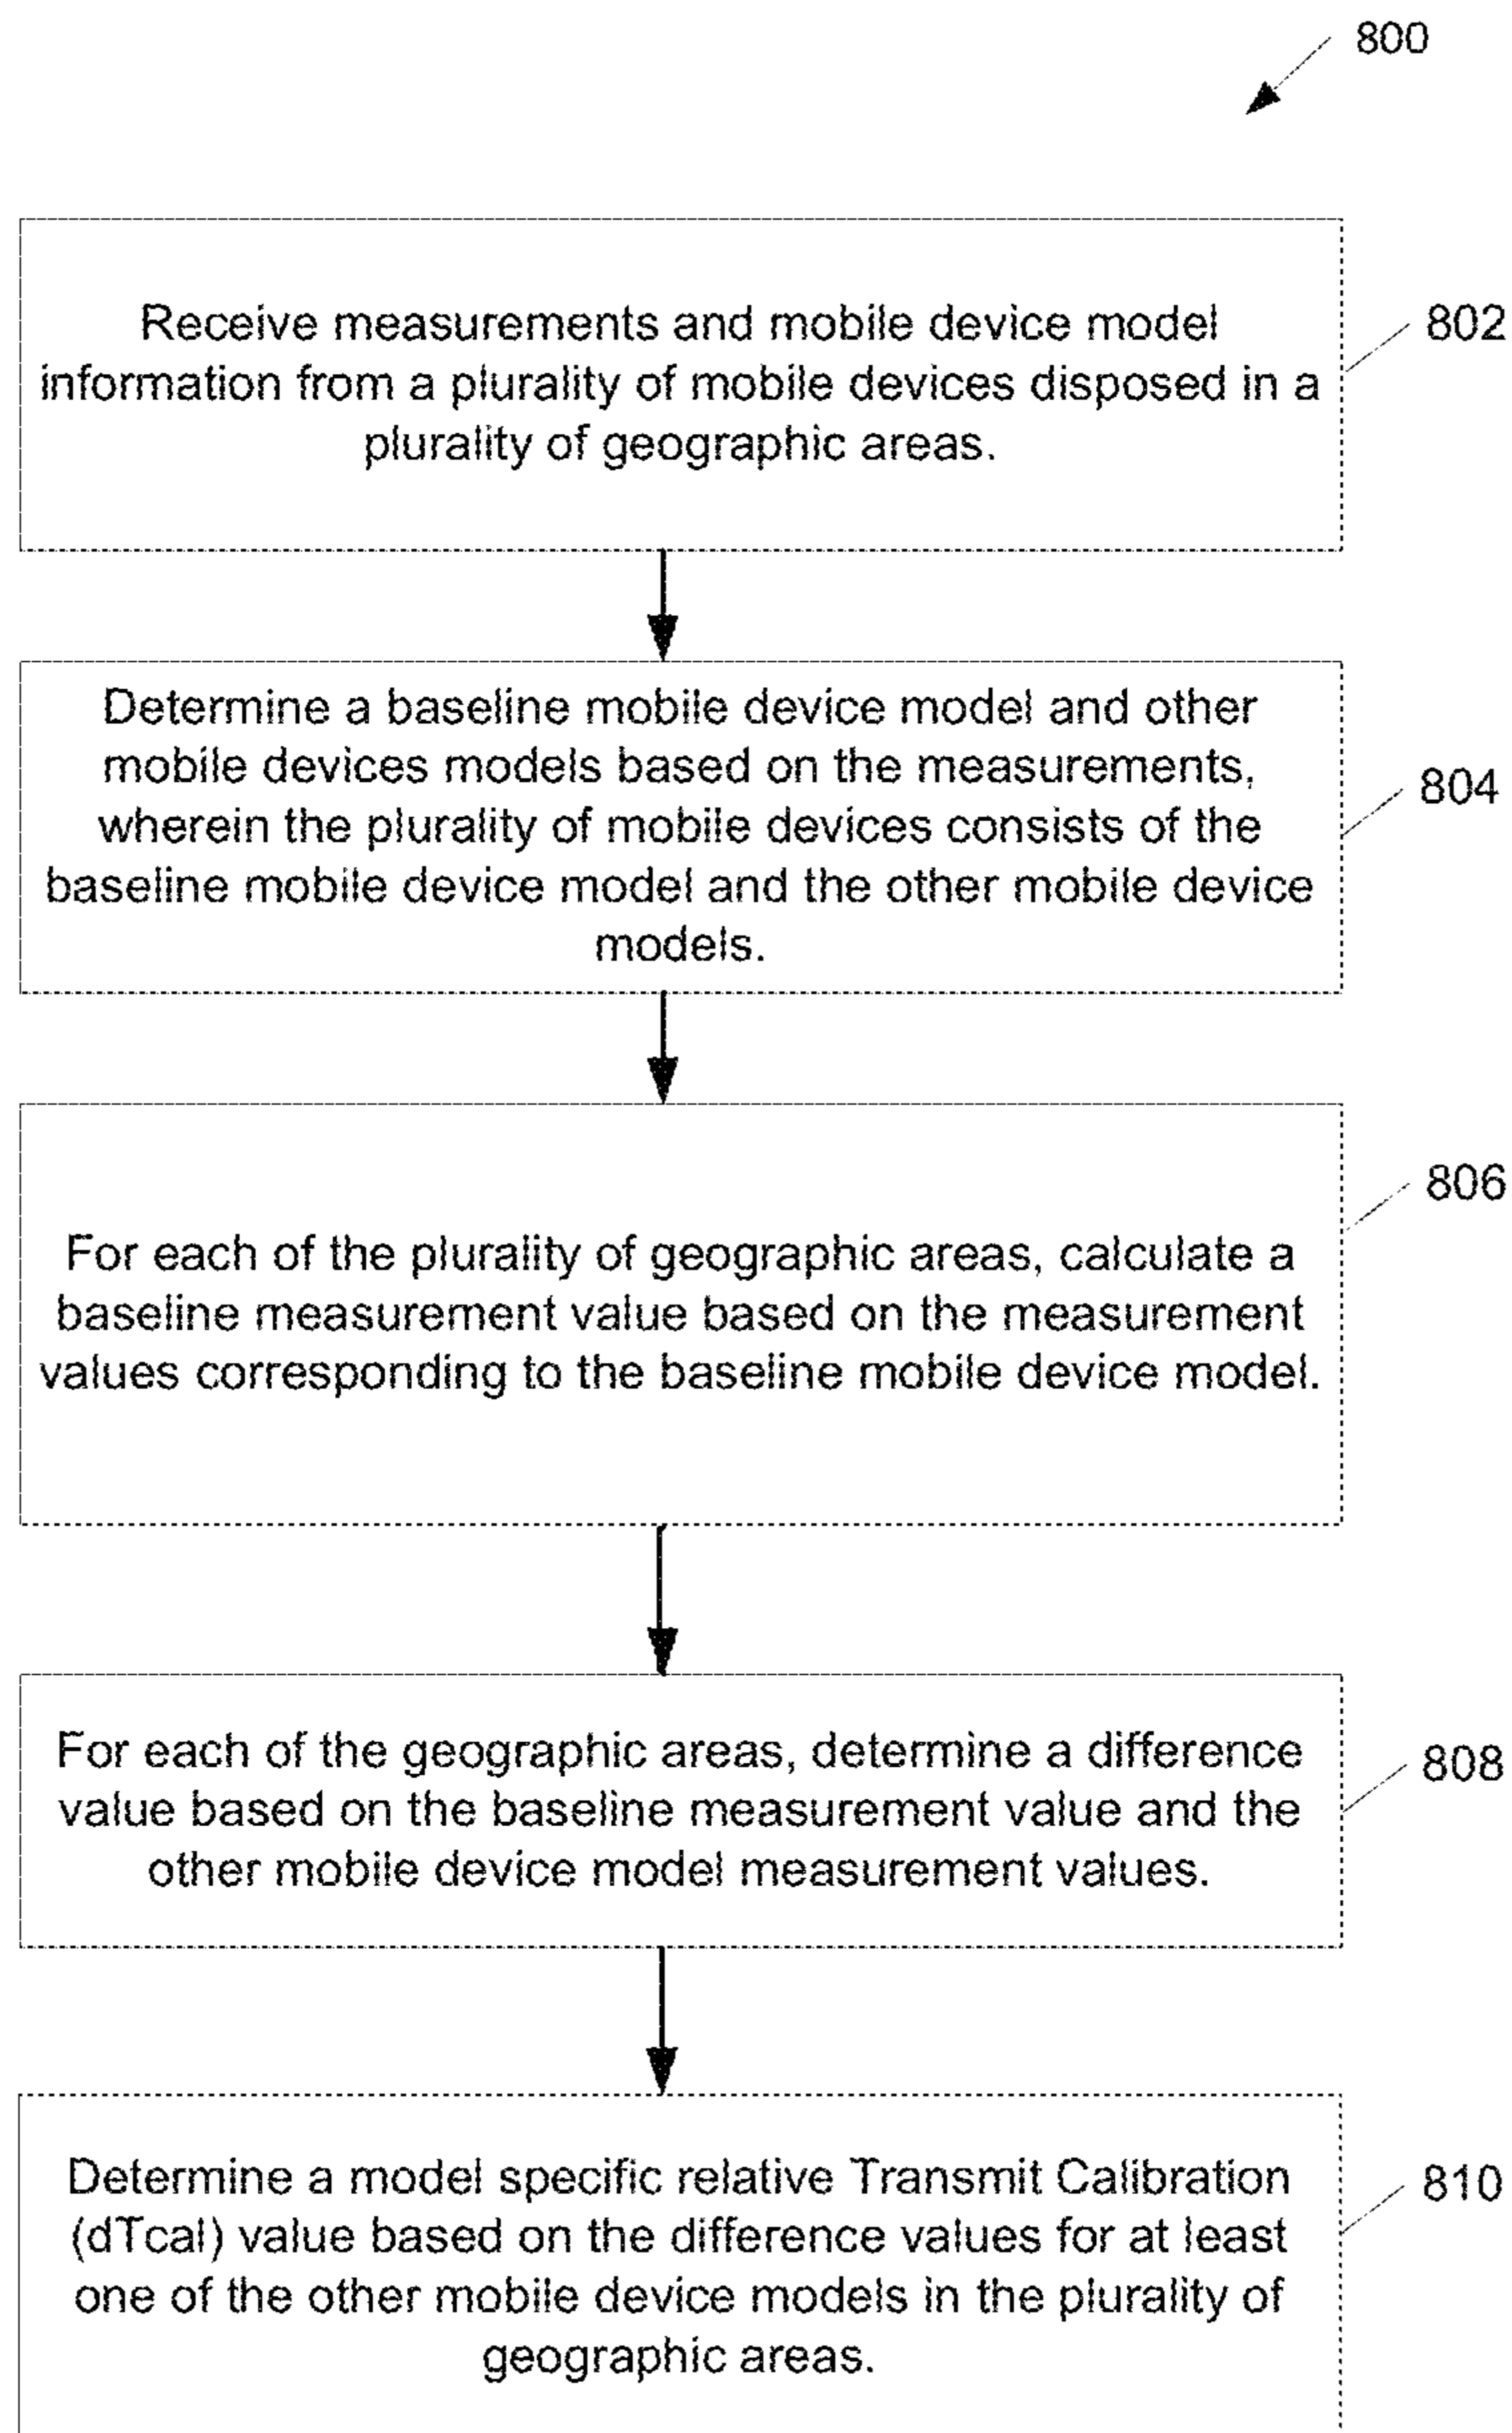 800
Receive measurements and mobile device model
information from a plurality of mobile devices disposed in a
plurality of geographic areas.
802
Determine a baseline mobile device model and other
mobile devices models based on the measurements,
wherein the plurality of mobile devices consists of the
baseline mobile device model and the other mobile device
models.
804
For each of the plurality of geographic areas, calculate a
baseline measurement value based on the measurement
values corresponding to the baseline mobile device model.
806
For each of the geographic areas, determine a difference
value based on the baseline measurement value and the
other mobile device model measurement values.
808
Determine a model specific relative Transmit Calibration
(dTcal) value based on the difference values for at least
one of the other mobile device models in the plurality of
geographic areas.
810